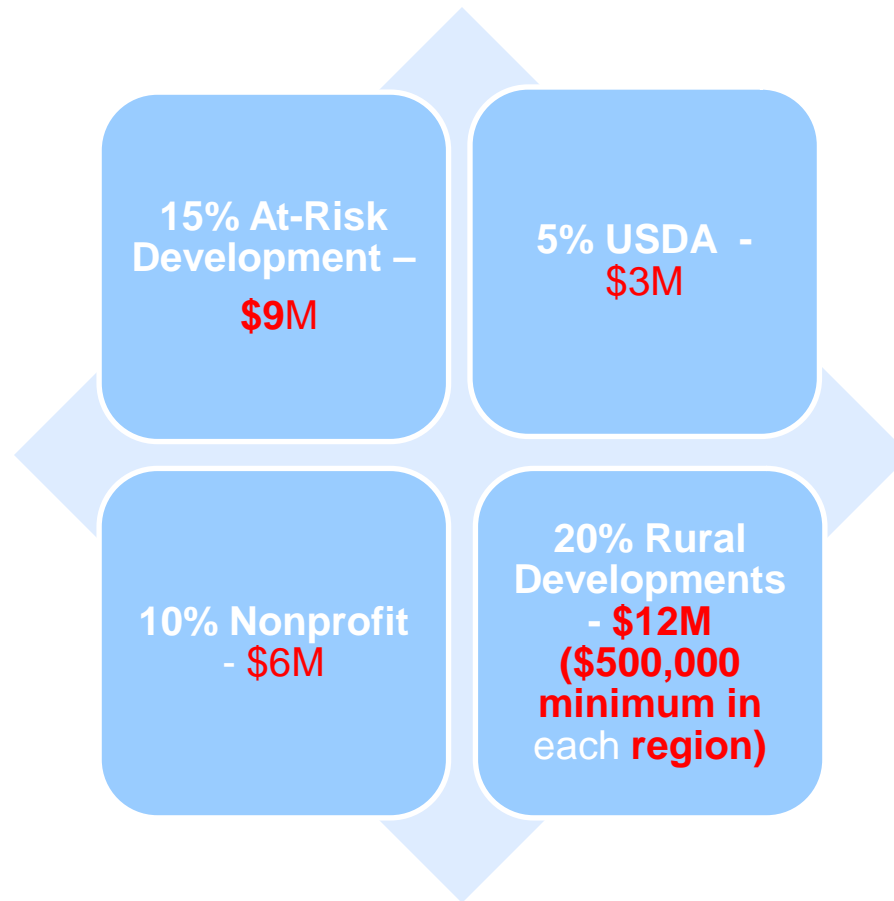 15% At-Risk
Development –
$9M
5% USDA -
$3M
10% Nonprofit
- $6M
20% Rural
Developments
- $12M
($500,000
minimum in
each region)